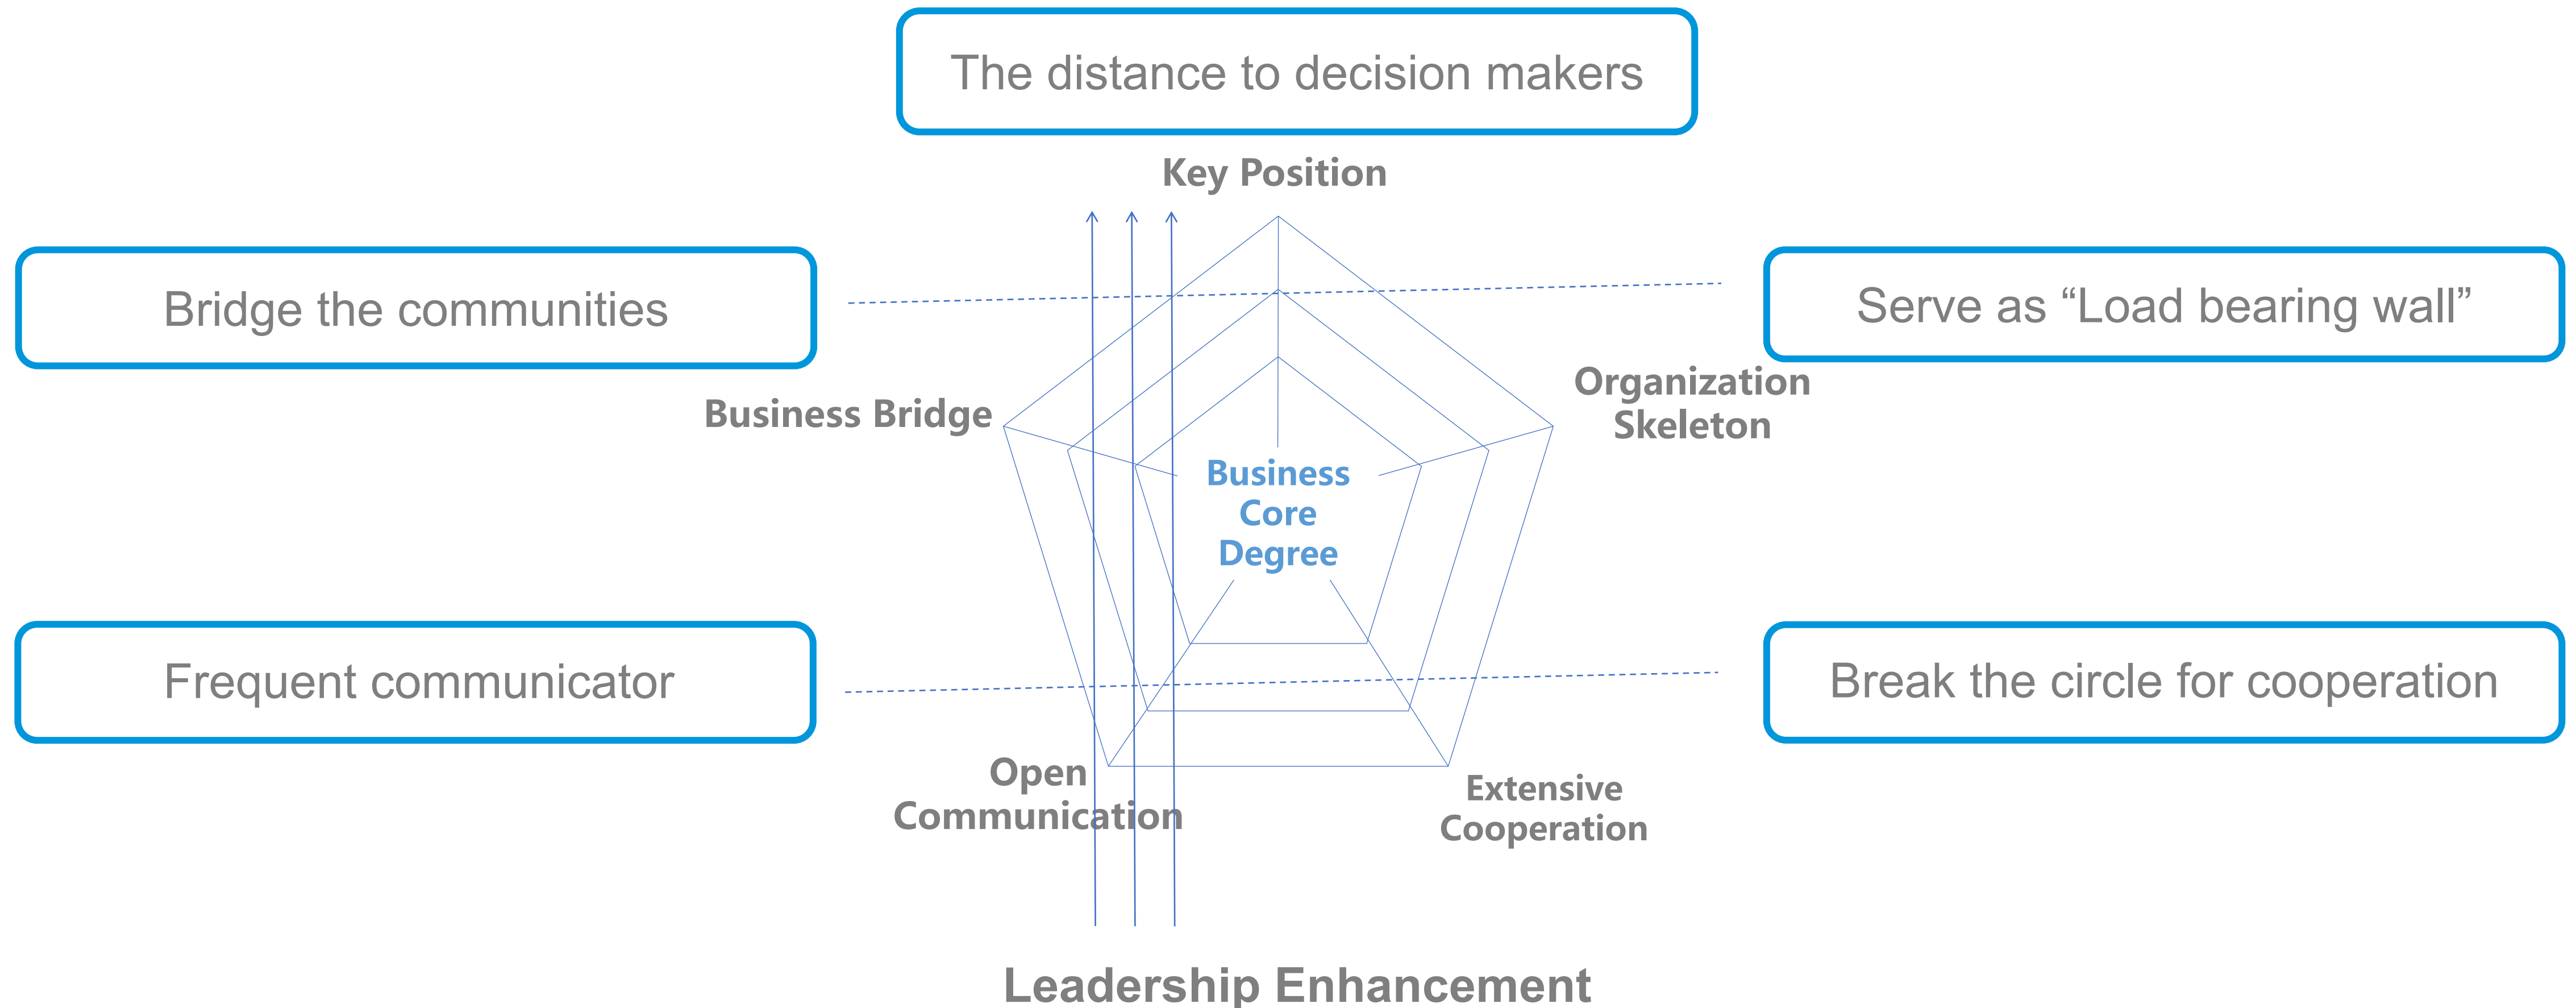 The distance to decision makers
Key Position
Bridge the communities
Serve as “Load bearing wall”
Organization
Skeleton
Business Bridge
Business
Core
Degree
Frequent communicator
Break the circle for cooperation
Open
Communication
Extensive
Cooperation
Leadership Enhancement